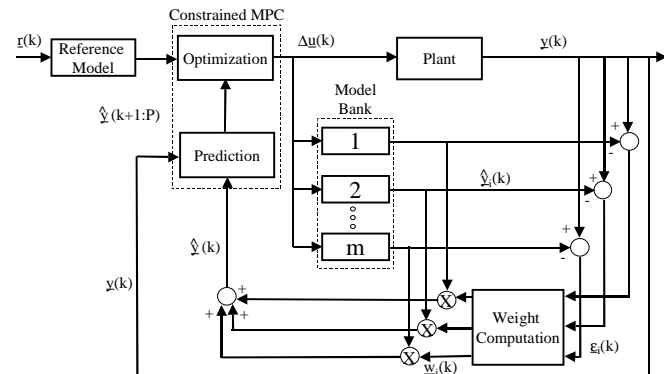 Constrained MPC
r(k)
Reference
Model
Optimization
Δu(k)
Plant
y(k)
ŷ(k+1:P)
Prediction
Model
Bank
1
2
m
ŷᵢ(k)
+
-
+
-
+
-
ŷ(k)
y(k)
+
+
+
X
X
X
Weight
Computation
wᵢ(k)
εᵢ(k)